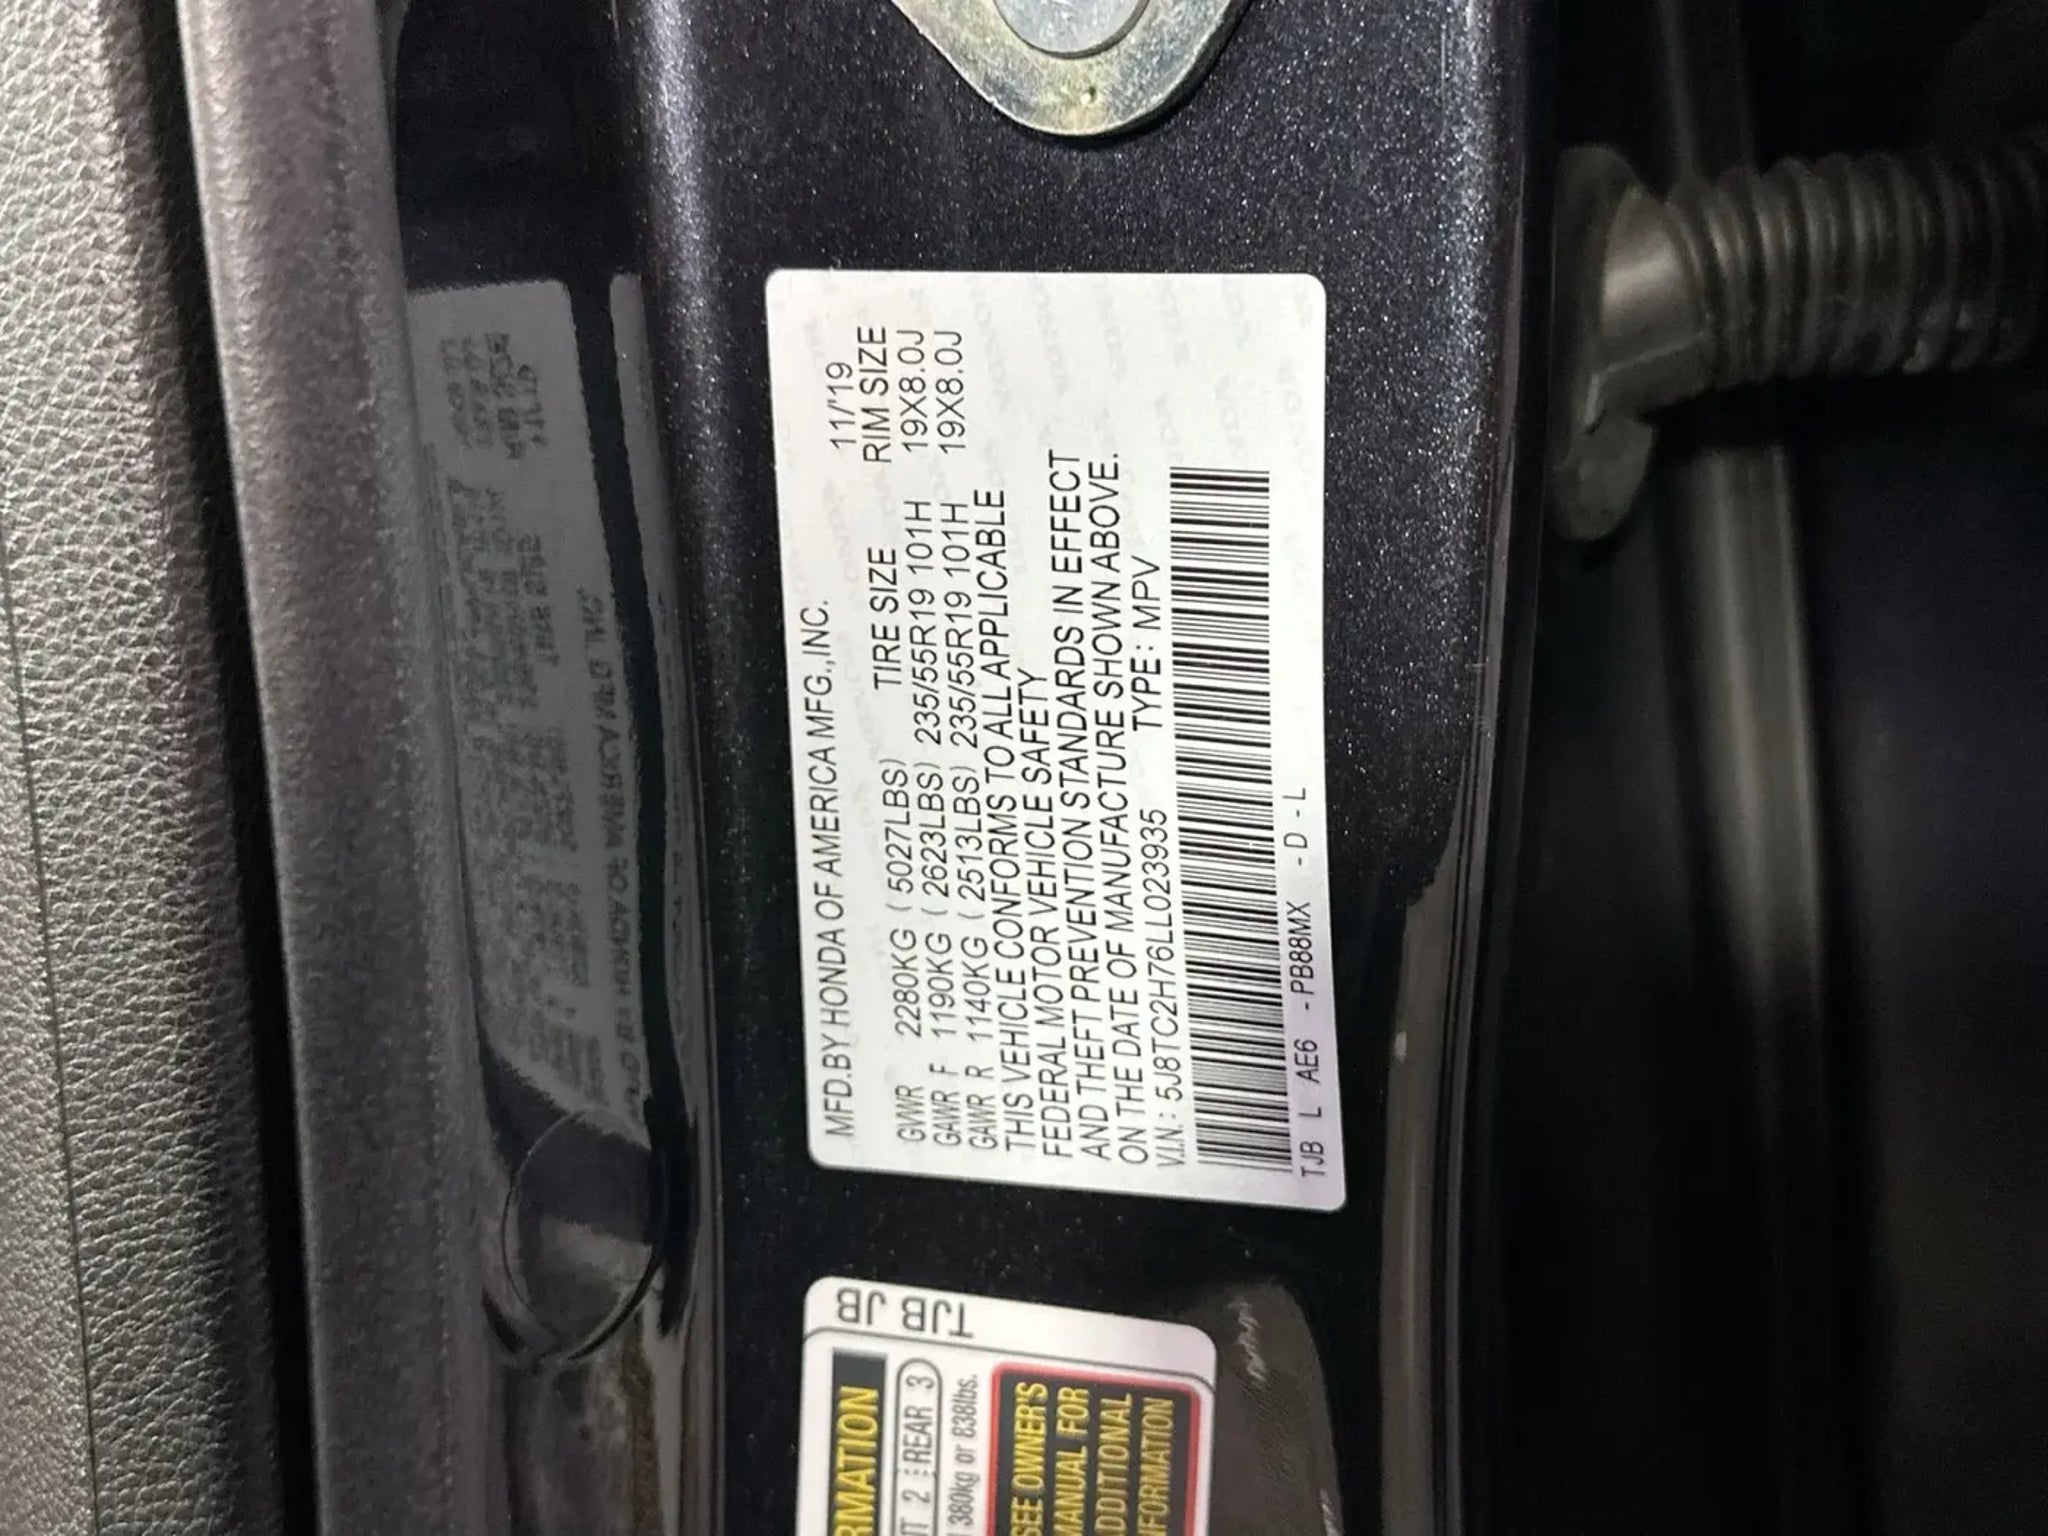 MFD.BY HONDA OF AMERICA MFG.,INC. 11/'19
TIRE SIZE RIM SIZE
GVWR 2280KG ( 5027LBS)
GAWR F 1190KG ( 2623LBS) 235/55R19 101H 19X8.0J
GAWR R 1140KG ( 2513LBS) 235/55R19 101H 19X8.0J
THIS VEHICLE CONFORMS TO ALL APPLICABLE
FEDERAL MOTOR VEHICLE SAFETY
AND THEFT PREVENTION STANDARDS IN EFFECT
ON THE DATE OF MANUFACTURE SHOWN ABOVE.
V.I.N.: 5J8TC2H76LL023935 TYPE: MPV
TJB L AE6 - PB88MX - D - L
TJB JB
RMATION
2 REAR 3
380kg or 838lbs.
SEE OWNER'S
MANUAL FOR
ADDITIONAL
INFORMATION